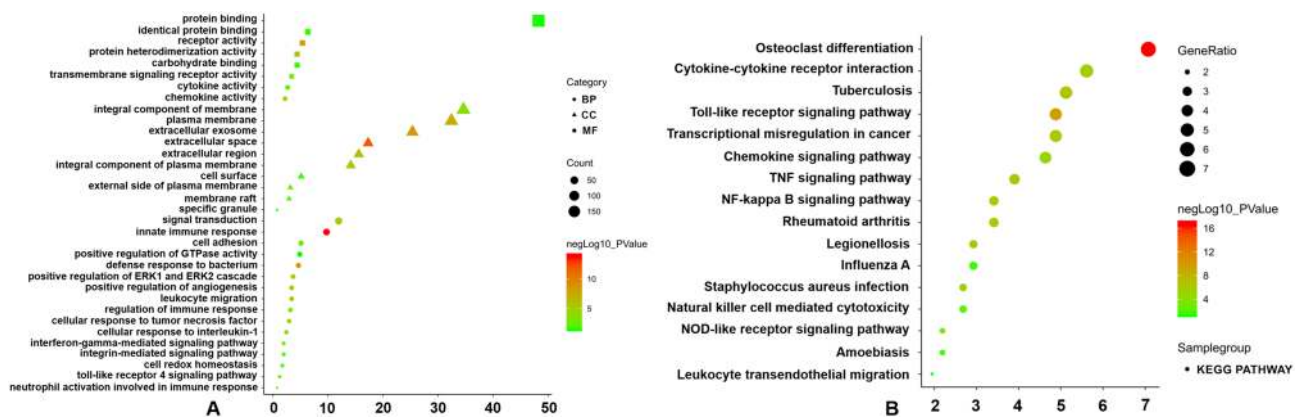 protein binding
identical protein binding
receptor activity
protein heterodimerization activity
carbohydrate binding
transmembrane signaling receptor activity
cytokine activity
chemokine activity
integral component of membrane
plasma membrane
extracellular exosome
extracellular space
extracellular region
integral component of plasma membrane
cell surface
external side of plasma membrane
membrane raft
specific granule
signal transduction
innate immune response
cell adhesion
positive regulation of GTPase activity
defense response to bacterium
positive regulation of ERK1 and ERK2 cascade
positive regulation of angiogenesis
leukocyte migration
regulation of immune response
cellular response to tumor necrosis factor
cellular response to interleukin-1
interferon-gamma-mediated signaling pathway
integrin-mediated signaling pathway
cell redox homeostasis
toll-like receptor 4 signaling pathway
neutrophil activation involved in immune response
A
0 10 20 30 40 50
Category
BP
CC
MF
Count
50
100
150
negLog10_PValue
10
5
Osteoclast differentiation
Cytokine-cytokine receptor interaction
Tuberculosis
Toll-like receptor signaling pathway
Transcriptional misregulation in cancer
Chemokine signaling pathway
TNF signaling pathway
NF-kappa B signaling pathway
Rheumatoid arthritis
Legionellosis
Influenza A
Staphylococcus aureus infection
Natural killer cell mediated cytotoxicity
NOD-like receptor signaling pathway
Amoebiasis
Leukocyte transendothelial migration
B
2 3 4 5 6 7
GeneRatio
2
3
4
5
6
7
negLog10_PValue
16
12
8
4
Samplegroup
KEGG PATHWAY